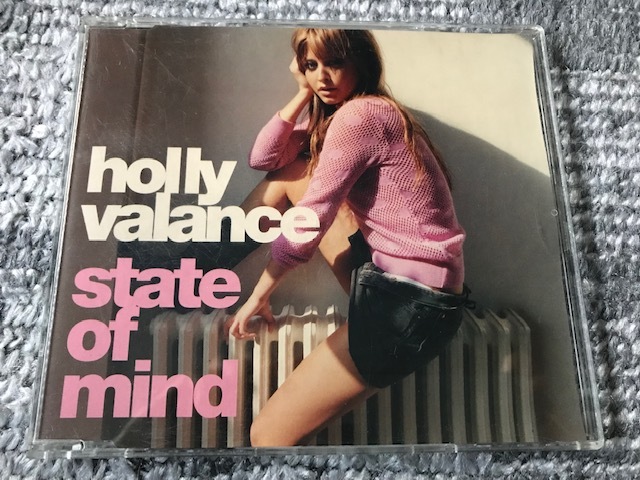 holly
valance
state
of
mind